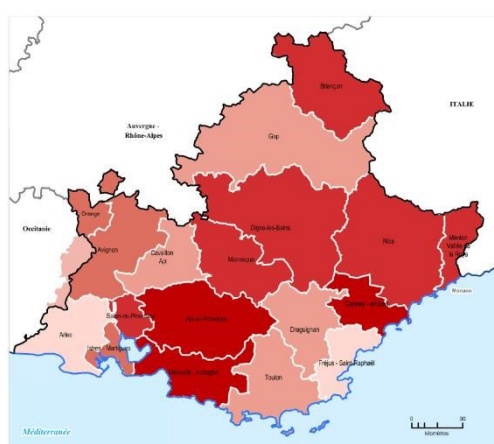 Briançon
ITALIE
Auvergne -
Rhône-Alpes
Gap
Orange
Occitanie
Digne-les-Bains
Nice
Menton
Vallée de
la Roya
Avignon
Cavaillon
Apt
Manosque
Monaco
Cannes - Antibes
Salon-de-Provence
Aix-en-Provence
Arles
Draguignan
Istres - Martigues
Fréjus - Saint-Raphaël
Marseille - Aubagne
Toulon
0
30
Kilomètres
Méditerranée